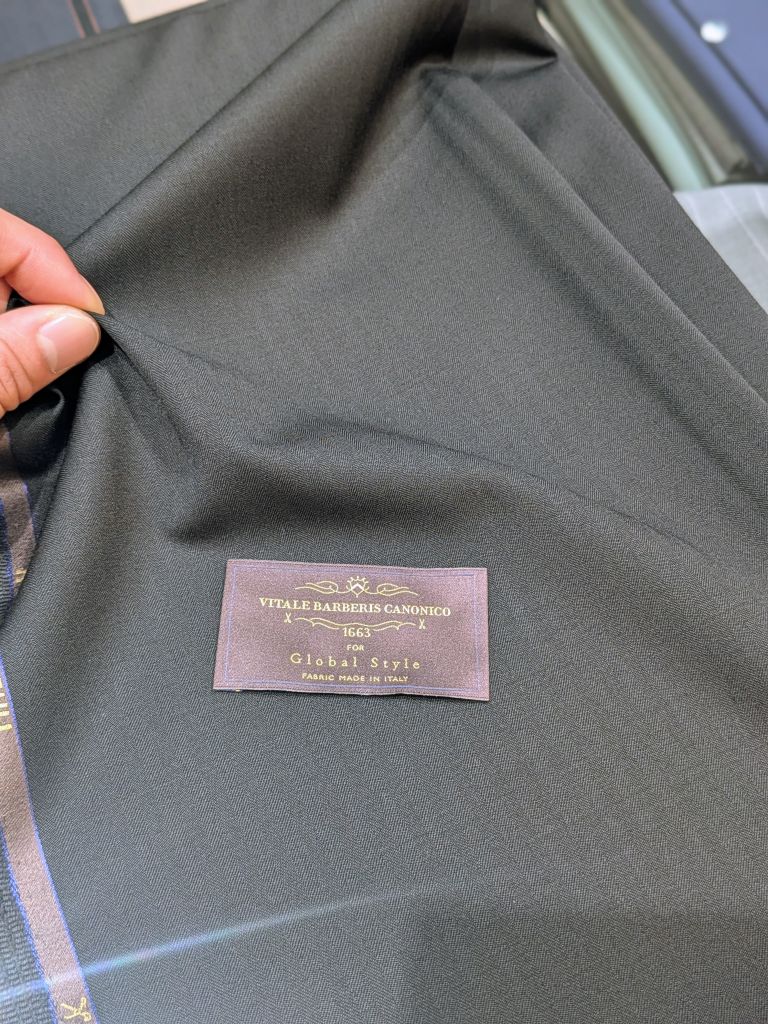 VITALE BARBERIS CANONICO
1663
FOR
Global Style
FABRIC MADE IN ITALY